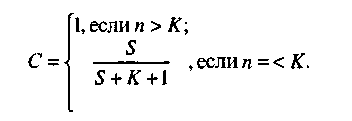 1, если n > K;
C = S
S + K + 1 , если n = < K.